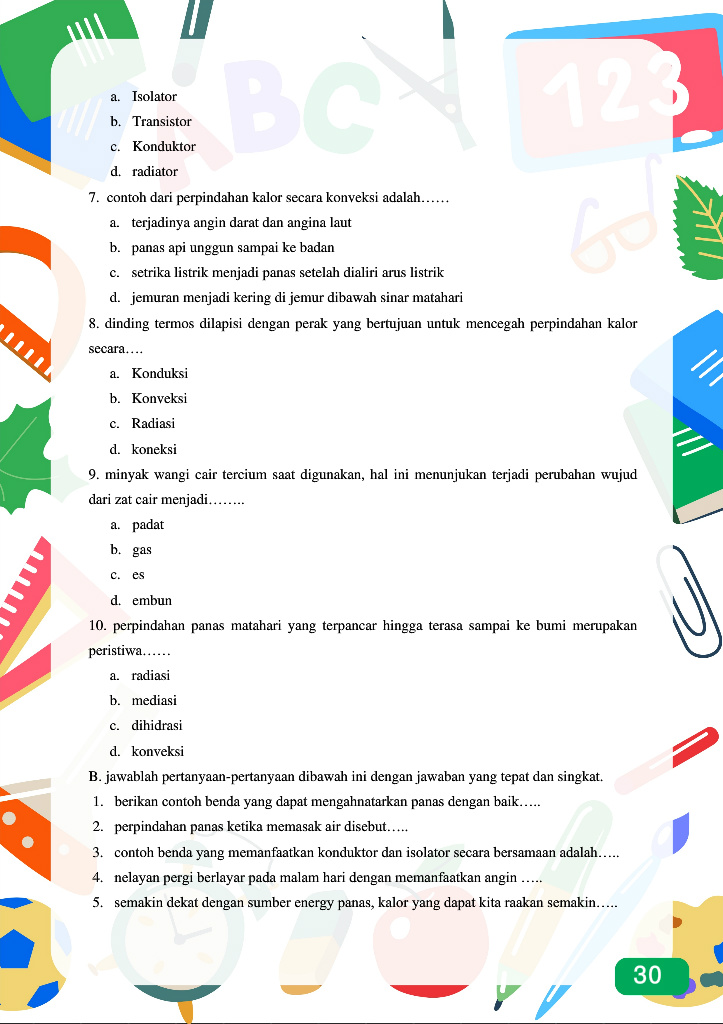 ABC
123
a. Isolator
b. Transistor
c. Konduktor
d. radiator
7. contoh dari perpindahan kalor secara konveksi adalah……
a. terjadinya angin darat dan angina laut
b. panas api unggun sampai ke badan
c. setrika listrik menjadi panas setelah dialiri arus listrik
d. jemuran menjadi kering di jemur dibawah sinar matahari
8. dinding termos dilapisi dengan perak yang bertujuan untuk mencegah perpindahan kalor
secara….
a. Konduksi
b. Konveksi
c. Radiasi
d. koneksi
9. minyak wangi cair tercium saat digunakan, hal ini menunjukan terjadi perubahan wujud
dari zat cair menjadi……..
a. padat
b. gas
c. es
d. embun
10. perpindahan panas matahari yang terpancar hingga terasa sampai ke bumi merupakan
peristiwa……
a. radiasi
b. mediasi
c. dihidrasi
d. konveksi
B. jawablah pertanyaan-pertanyaan dibawah ini dengan jawaban yang tepat dan singkat.
1. berikan contoh benda yang dapat mengahnatarkan panas dengan baik…..
2. perpindahan panas ketika memasak air disebut…..
3. contoh benda yang memanfaatkan konduktor dan isolator secara bersamaan adalah…..
4. nelayan pergi berlayar pada malam hari dengan memanfaatkan angin …..
5. semakin dekat dengan sumber energy panas, kalor yang dapat kita raakan semakin…..
30